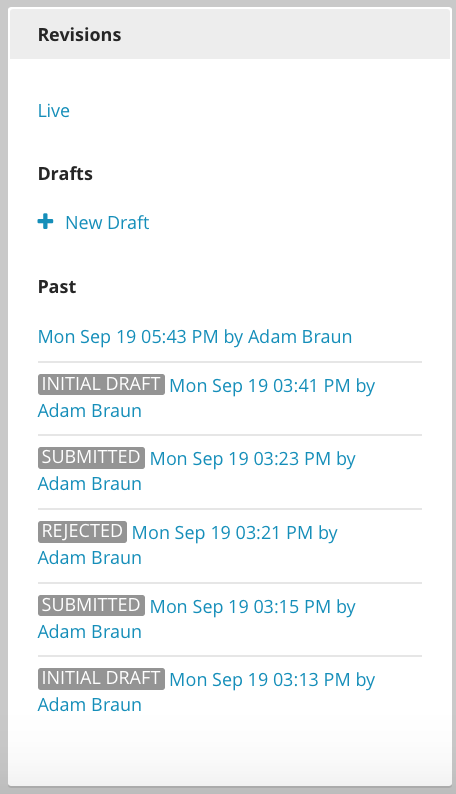 Revisions
Live
Drafts
New Draft
Past
Mon Sep 19 05:43 PM by Adam Braun
INITIAL DRAFT Mon Sep 19 03:41 PM by
Adam Braun
SUBMITTED Mon Sep 19 03:23 PM by
Adam Braun
REJECTED Mon Sep 19 03:21 PM by
Adam Braun
SUBMITTED Mon Sep 19 03:15 PM by
Adam Braun
INITIAL DRAFT Mon Sep 19 03:13 PM by
Adam Braun